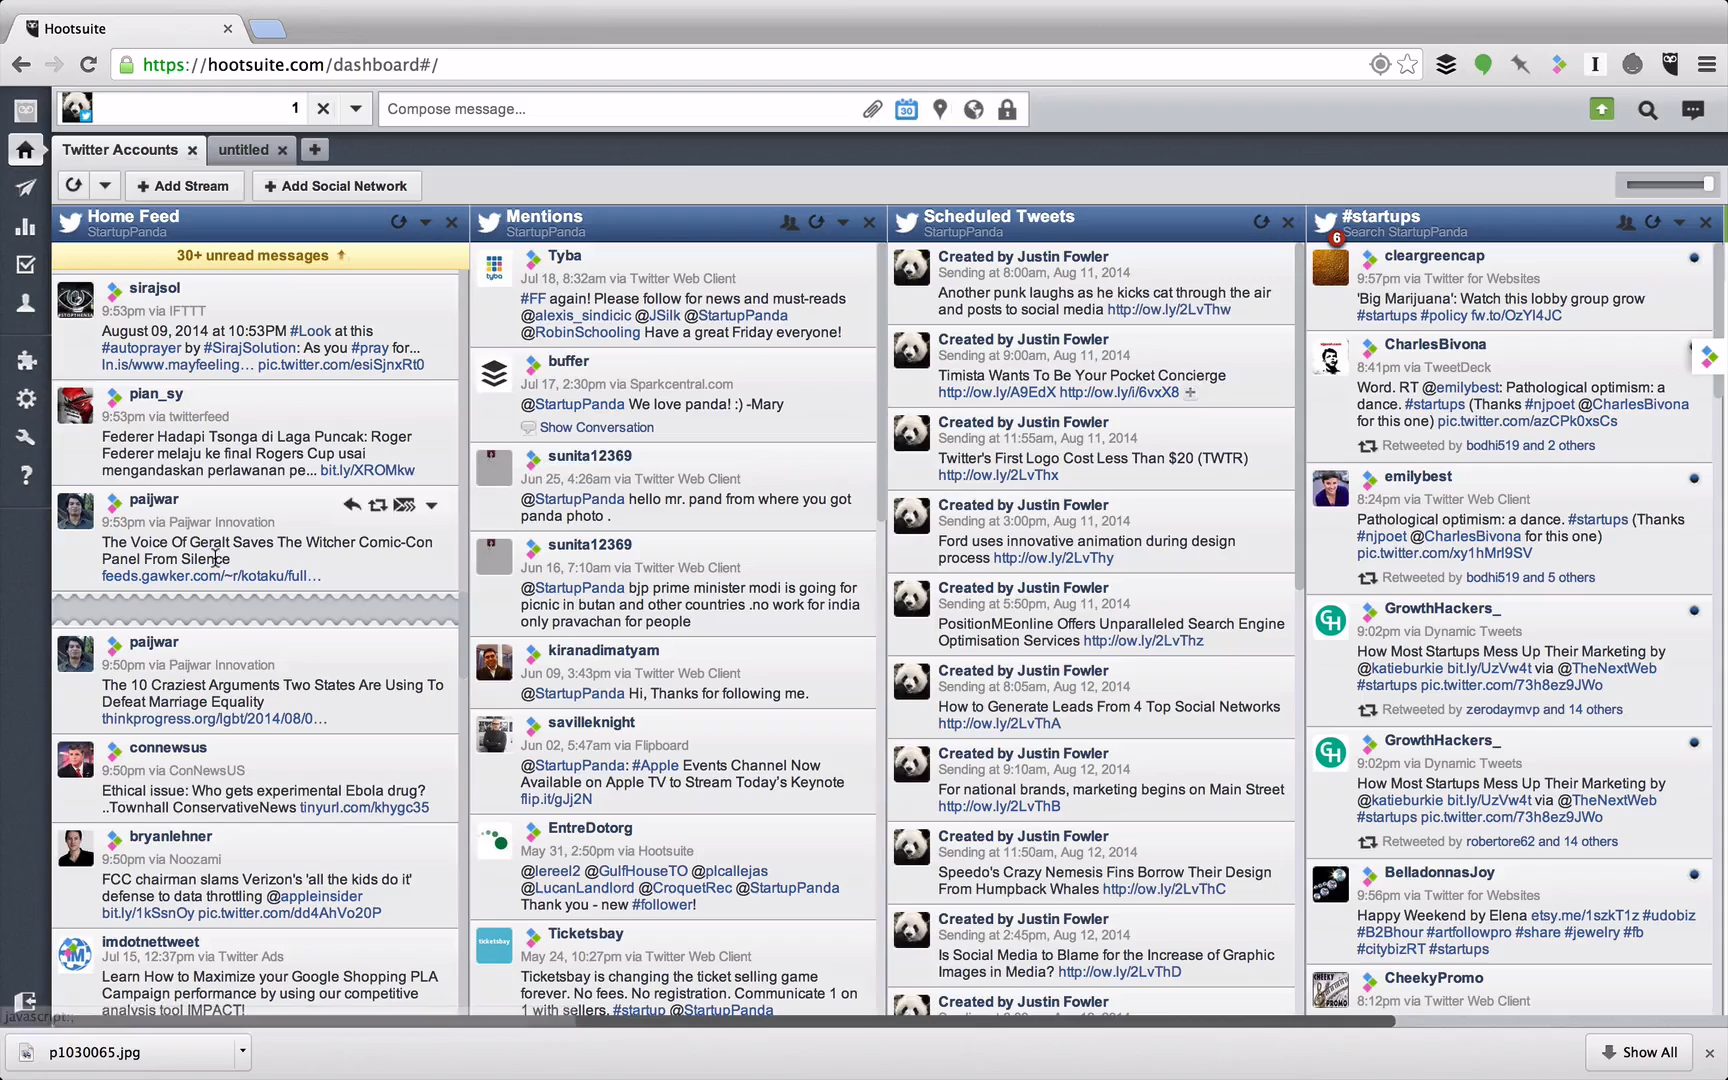 Hootsuite
https://hootsuite.com/dashboard#/
1
Compose message...
30
Twitter Accounts
untitled
Add Stream
Add Social Network
Home Feed
StartupPanda
30+ unread messages
sirajsol
9:53pm via IFTTT
August 09, 2014 at 10:53PM #Look at this
#autoprayer by #SirajSolution: As you #pray for...
ln.is/www.mayfeeling... pic.twitter.com/esiSjnxRt0
pian_sy
9:53pm via twitterfeed
Federer Hadapi Tsonga di Laga Puncak: Roger
Federer melaju ke final Rogers Cup usai
mengandaskan perlawanan pe... bit.ly/XROMkw
paijwar
9:53pm via Paijwar Innovation
The Voice Of Geralt Saves The Witcher Comic-Con
Panel From Silence
feeds.gawker.com/~r/kotaku/full...
paijwar
9:50pm via Paijwar Innovation
The 10 Craziest Arguments Two States Are Using To
Defeat Marriage Equality
thinkprogress.org/lgbt/2014/08/0...
connewsus
9:50pm via ConNewsUS
Ethical issue: Who gets experimental Ebola drug?
..Townhall ConservativeNews tinyurl.com/khygc35
bryanlehner
9:50pm via Noozami
FCC chairman slams Verizon's 'all the kids do it'
defense to data throttling @appleinsider
bit.ly/1kSsnOy pic.twitter.com/dd4AhVo20P
imdotnettweet
Jul 15, 12:37pm via Twitter Ads
Learn How to Maximize your Google Shopping PLA
Campaign performance by using our competitive
analysis tool IMPACT!
Mentions
StartupPanda
tyba
Tyba
Jul 18, 8:32am via Twitter Web Client
#FF again! Please follow for news and must-reads
@alexis_sindicic @JSilk @StartupPanda
@RobinSchooling Have a great Friday everyone!
buffer
Jul 17, 2:30pm via Sparkcentral.com
@StartupPanda We love panda! :) -Mary
Show Conversation
sunita12369
Jun 25, 4:26am via Twitter Web Client
@StartupPanda hello mr. pand from where you got
panda photo .
sunita12369
Jun 16, 7:10am via Twitter Web Client
@StartupPanda bjp prime minister modi is going for
picnic in butan and other countries .no work for india
only pravachan for people
kiranadimatyam
Jun 09, 3:43pm via Twitter Web Client
@StartupPanda Hi, Thanks for following me.
savilleknight
Jun 02, 5:47am via Flipboard
@StartupPanda: #Apple Events Channel Now
Available on Apple TV to Stream Today's Keynote
flip.it/gJj2N
EntreDotorg
May 31, 2:50pm via Hootsuite
@lereel2 @GulfHouseTO @plcallejas
@LucanLandlord @CroquetRec @StartupPanda
Thank you - new #follower!
ticketsbay
Ticketsbay
May 24, 10:27pm via Twitter Web Client
Ticketsbay is changing the ticket selling game
forever. No fees. No registration. Communicate 1 on
1 with sellers. #startup @StartupPanda
Scheduled Tweets
StartupPanda
Created by Justin Fowler
Sending at 8:00am, Aug 11, 2014
Another punk laughs as he kicks cat through the air
and posts to social media http://ow.ly/2LvThw
Created by Justin Fowler
Sending at 9:00am, Aug 11, 2014
Timista Wants To Be Your Pocket Concierge
http://ow.ly/A9EdX http://ow.ly/i/6vxX8
Created by Justin Fowler
Sending at 11:55am, Aug 11, 2014
Twitter's First Logo Cost Less Than $20 (TWTR)
http://ow.ly/2LvThx
Created by Justin Fowler
Sending at 3:00pm, Aug 11, 2014
Ford uses innovative animation during design
process http://ow.ly/2LvThy
Created by Justin Fowler
Sending at 5:50pm, Aug 11, 2014
PositionMEonline Offers Unparalleled Search Engine
Optimisation Services http://ow.ly/2LvThz
Created by Justin Fowler
Sending at 8:05am, Aug 12, 2014
How to Generate Leads From 4 Top Social Networks
http://ow.ly/2LvThA
Created by Justin Fowler
Sending at 9:10am, Aug 12, 2014
For national brands, marketing begins on Main Street
http://ow.ly/2LvThB
Created by Justin Fowler
Sending at 11:50am, Aug 12, 2014
Speedo's Crazy Nemesis Fins Borrow Their Design
From Humpback Whales http://ow.ly/2LvThC
Created by Justin Fowler
Sending at 2:45pm, Aug 12, 2014
Is Social Media to Blame for the Increase of Graphic
Images in Media? http://ow.ly/2LvThD
Created by Justin Fowler
#startups
6
Search StartupPanda
cleargreencap
9:57pm via Twitter for Websites
'Big Marijuana': Watch this lobby group grow
#startups #policy fw.to/OzYl4JC
CharlesBivona
8:41pm via TweetDeck
Word. RT @emilybest: Pathological optimism: a
dance. #startups (Thanks #njpoet @CharlesBivona
for this one) pic.twitter.com/azCPk0xsCs
Retweeted by bodhi519 and 2 others
emilybest
8:24pm via Twitter Web Client
Pathological optimism: a dance. #startups (Thanks
#njpoet @CharlesBivona for this one)
pic.twitter.com/xy1hMrl9SV
Retweeted by bodhi519 and 5 others
GH
GrowthHackers_
9:02pm via Dynamic Tweets
How Most Startups Mess Up Their Marketing by
@katieburkie bit.ly/UzVw4t via @TheNextWeb
#startups pic.twitter.com/73h8ez9JWo
Retweeted by zerodaymvp and 14 others
GH
GrowthHackers_
9:02pm via Dynamic Tweets
How Most Startups Mess Up Their Marketing by
@katieburkie bit.ly/UzVw4t via @TheNextWeb
#startups pic.twitter.com/73h8ez9JWo
Retweeted by robertore62 and 14 others
BelladonnasJoy
9:56pm via Twitter for Websites
Happy Weekend by Elena etsy.me/1szkT1z #udobiz
#B2Bhour #artfollowpro #share #jewelry #fb
#citybizRT #startups
CHEEKY
PROMO
CheekyPromo
8:12pm via Twitter Web Client
javascript:;
p1030065.jpg
Show All